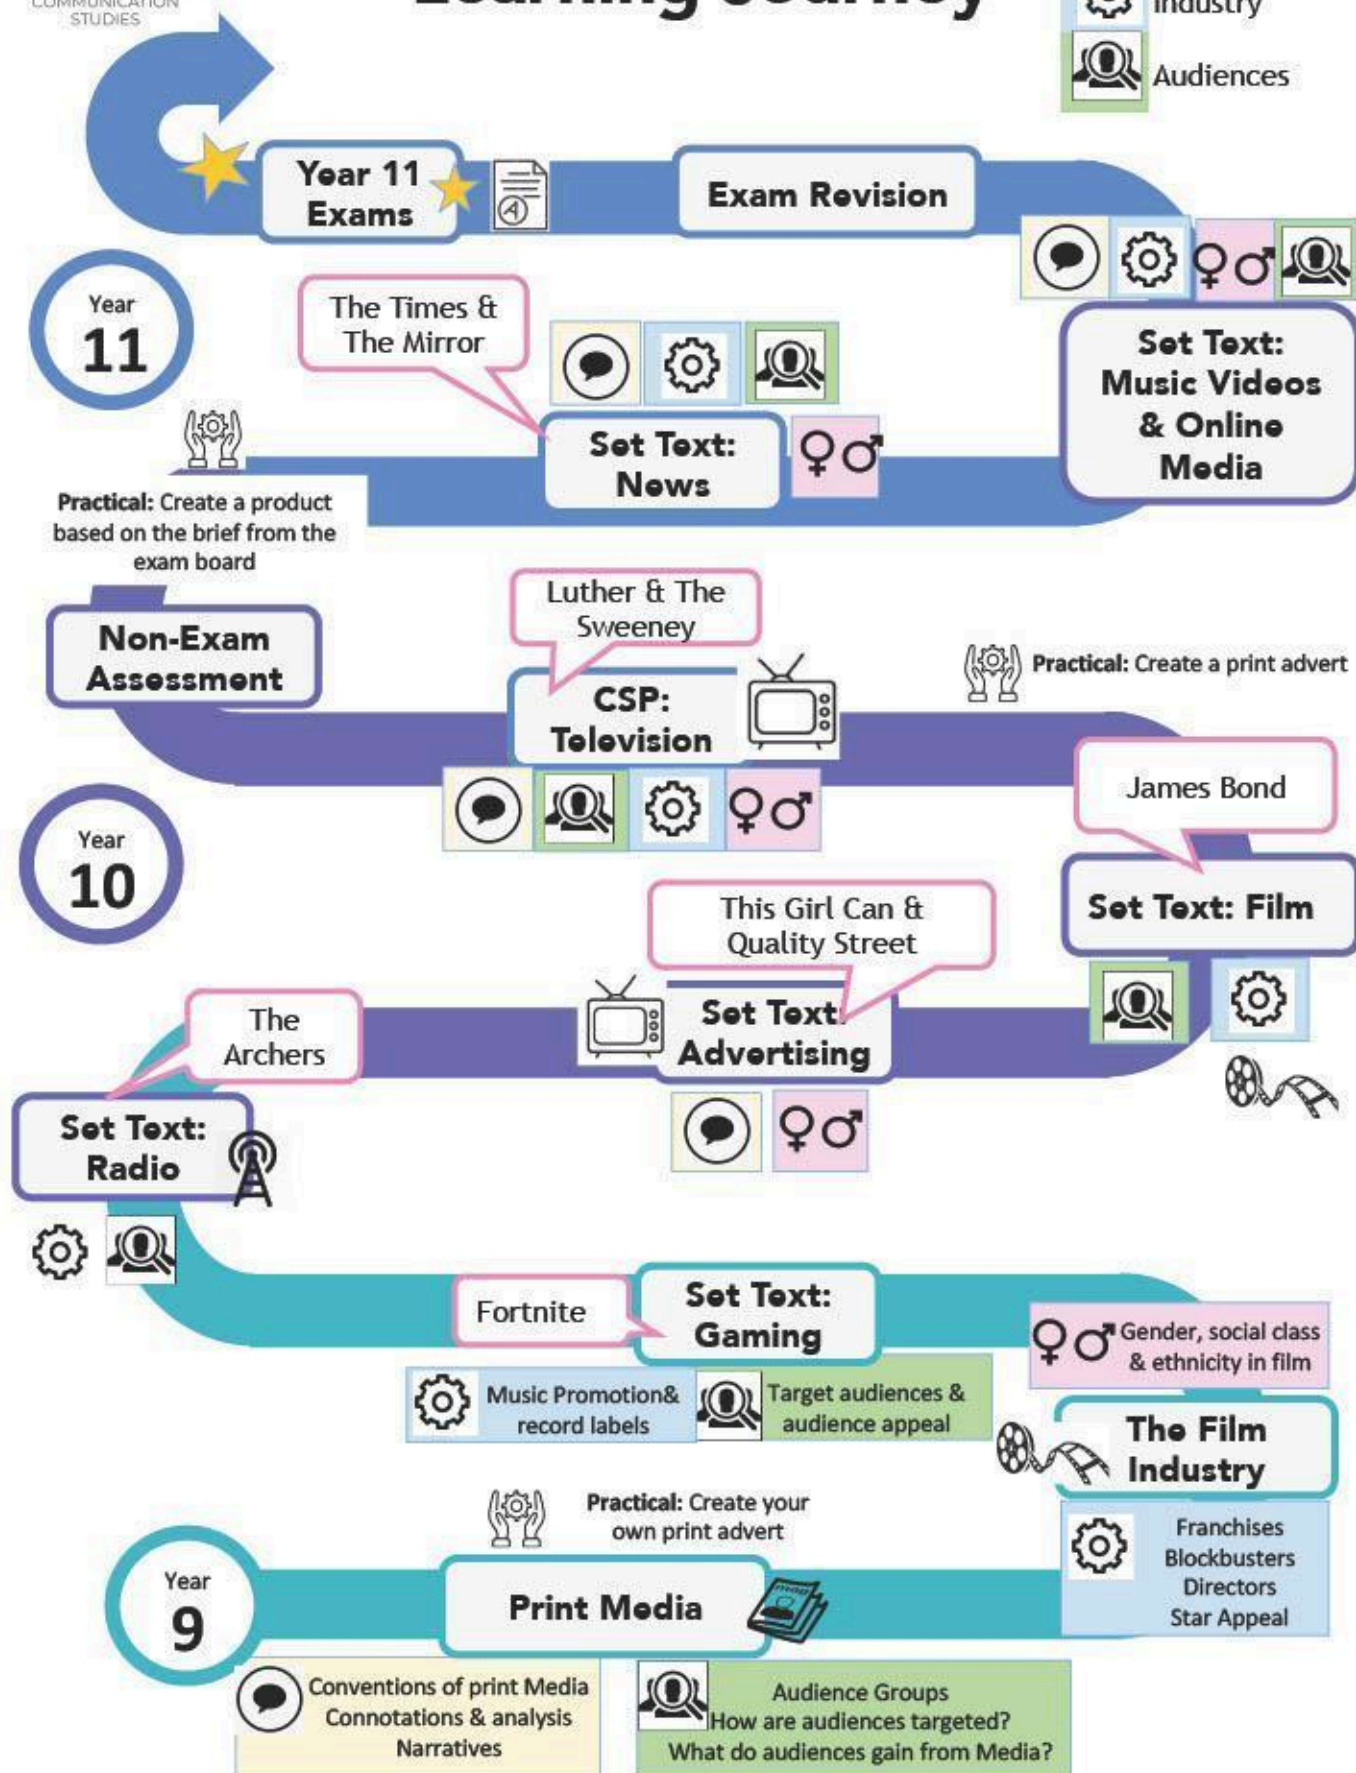 COMMUNICATION
STUDIES
Learning Journey
Industry
Audiences
Year 11
Exams
A
Exam Revision
Year
11
The Times &
The Mirror
Set Text:
Music Videos
& Online
Media
Set Text:
News
Practical: Create a product
based on the brief from the
exam board
Non-Exam
Assessment
Luther & The
Sweeney
CSP:
Television
Practical: Create a print advert
James Bond
Year
10
Set Text: Film
This Girl Can &
Quality Street
Set Text:
Advertising
The
Archers
Set Text:
Radio
Fortnite
Set Text:
Gaming
Gender, social class
& ethnicity in film
Music Promotion&
record labels
Target audiences &
audience appeal
The Film
Industry
Practical: Create your
own print advert
Franchises
Blockbusters
Directors
Star Appeal
Year
9
Print Media
mag
Conventions of print Media
Connotations & analysis
Narratives
Audience Groups
How are audiences targeted?
What do audiences gain from Media?